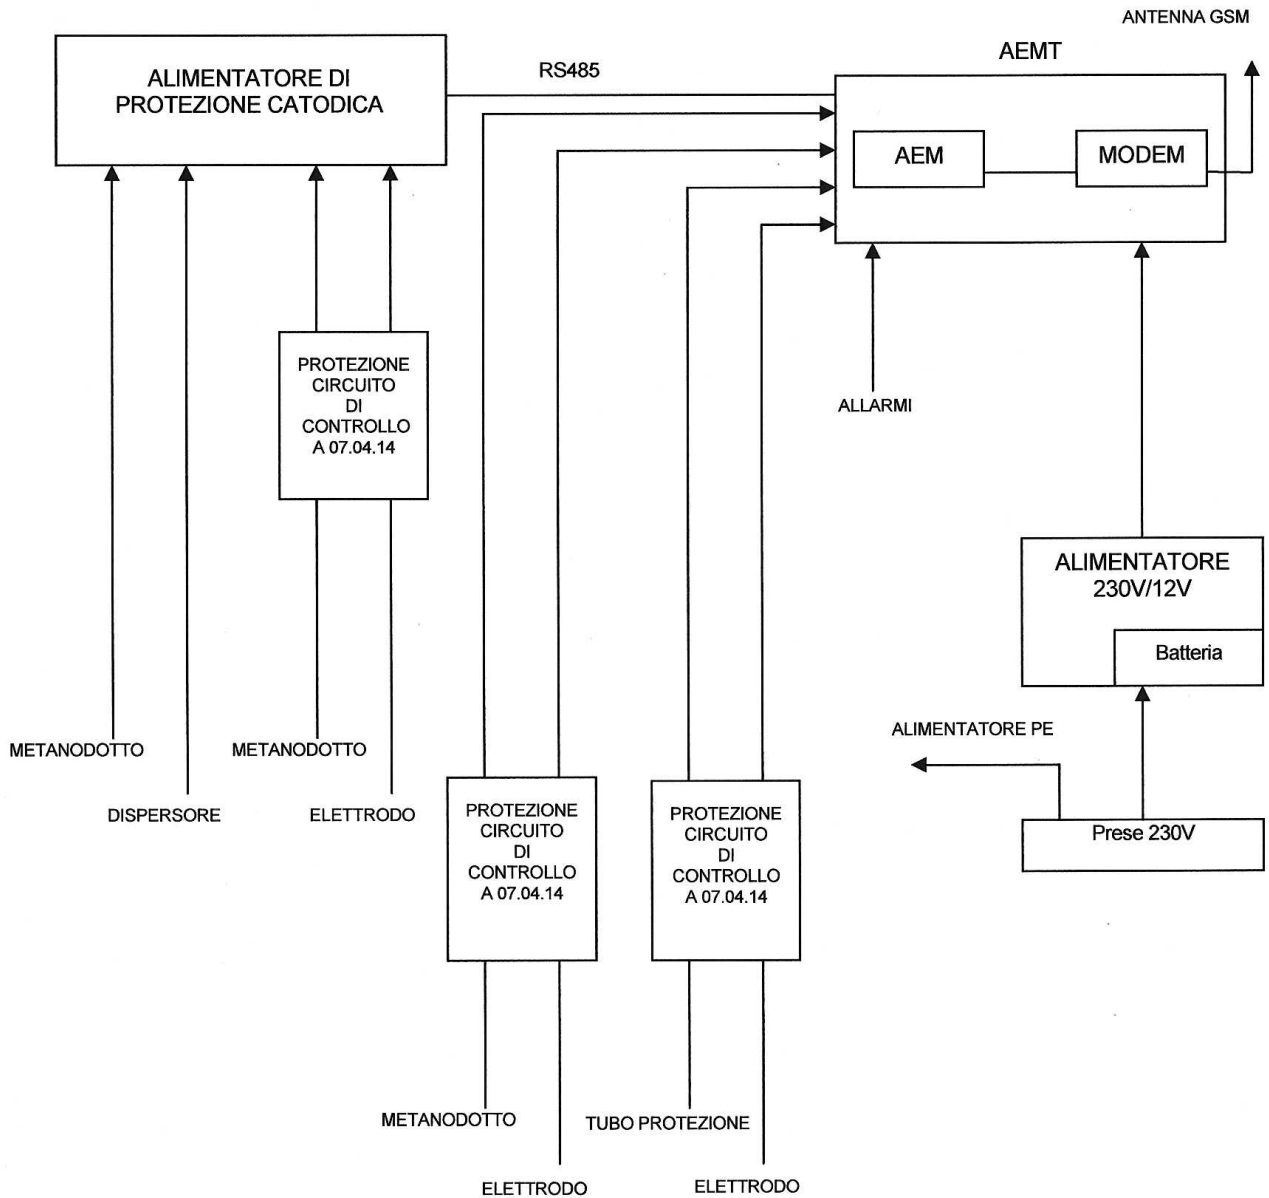 ANTENNA GSM
AEMT
RS485
ALIMENTATORE DI
PROTEZIONE CATODICA
AEM
MODEM
PROTEZIONE
CIRCUITO
DI
CONTROLLO
A 07.04.14
ALLARMI
ALIMENTATORE
230V/12V
Batteria
ALIMENTATORE PE
Prese 230V
METANODOTTO
METANODOTTO
DISPERSORE
ELETTRODO
PROTEZIONE
CIRCUITO
DI
CONTROLLO
A 07.04.14
PROTEZIONE
CIRCUITO
DI
CONTROLLO
A 07.04.14
METANODOTTO
TUBO PROTEZIONE
ELETTRODO
ELETTRODO